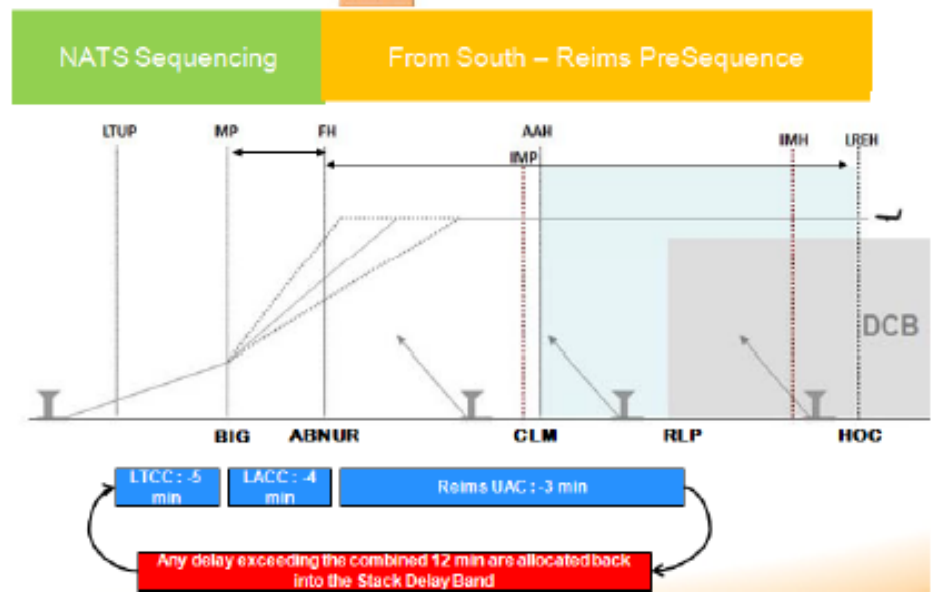 NATS Sequencing
From South – Reims PreSequence
LTUP
MP
FH
AAH
IMP
IMH
LREH
DCB
BIG
ABNUR
CLM
RLP
HOC
LTCC : -5
min
LACC : -4
min
Reims UAC : -3 min
Any delay exceeding the combined 12 min are allocated back
into the Stack Delay Band